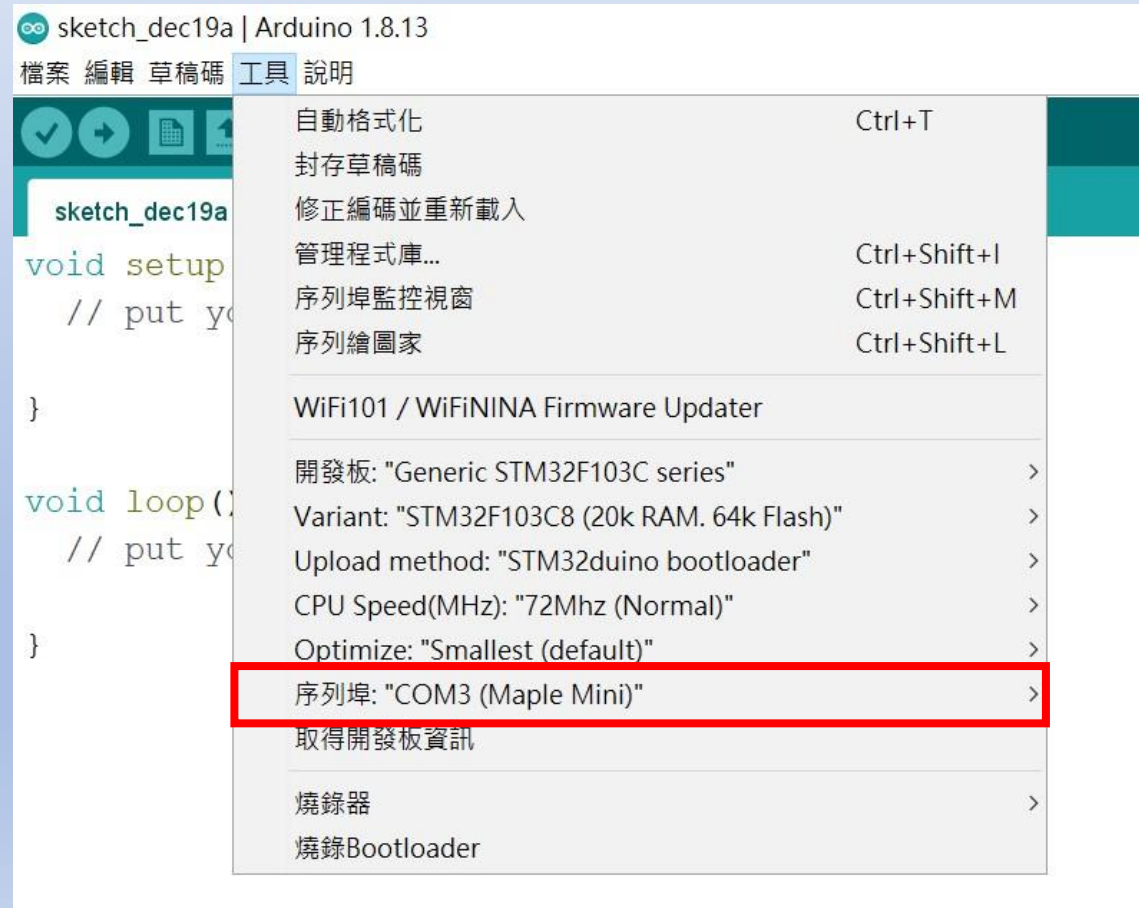 sketch_dec19a | Arduino 1.8.13
檔案 編輯 草稿碼 工具 說明
自動格式化 Ctrl+T
封存草稿碼
修正編碼並重新載入
管理程式庫... Ctrl+Shift+I
序列埠監控視窗 Ctrl+Shift+M
序列繪圖家 Ctrl+Shift+L
WiFi101 / WiFiNINA Firmware Updater
開發板: "Generic STM32F103C series"
Variant: "STM32F103C8 (20k RAM. 64k Flash)"
Upload method: "STM32duino bootloader"
CPU Speed(MHz): "72Mhz (Normal)"
Optimize: "Smallest (default)"
序列埠: "COM3 (Maple Mini)"
取得開發板資訊
燒錄器
燒錄Bootloader
sketch_dec19a
void setup
// put yo
}
void loop()
// put yo
}